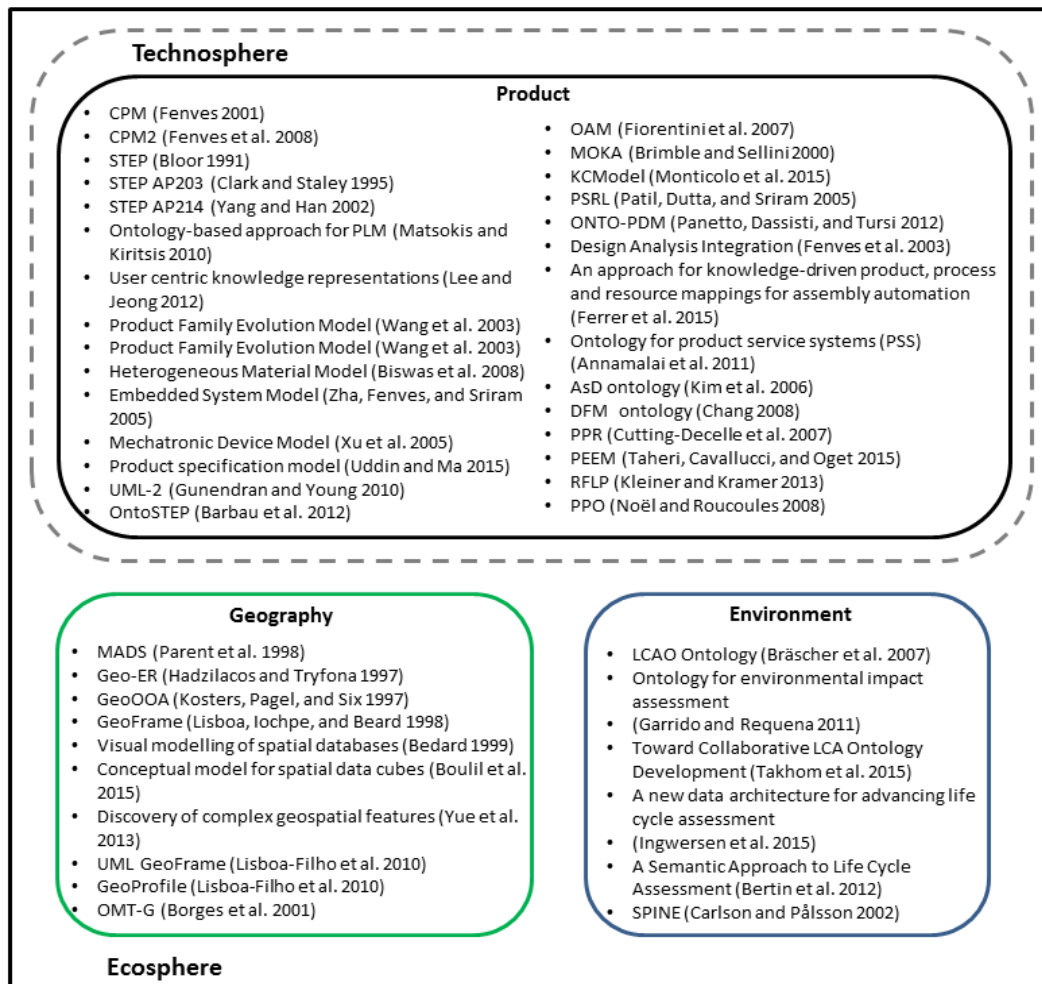 Technosphere
Product
• CPM (Fenves 2001)
• CPM2 (Fenves et al. 2008)
• STEP (Bloor 1991)
• STEP AP203 (Clark and Staley 1995)
• STEP AP214 (Yang and Han 2002)
• Ontology-based approach for PLM (Matsokis and
Kiritsis 2010)
• User centric knowledge representations (Lee and
Jeong 2012)
• Product Family Evolution Model (Wang et al. 2003)
• Product Family Evolution Model (Wang et al. 2003)
• Heterogeneous Material Model (Biswas et al. 2008)
• Embedded System Model (Zha, Fenves, and Sriram
2005)
• Mechatronic Device Model (Xu et al. 2005)
• Product specification model (Uddin and Ma 2015)
• UML-2 (Gunendran and Young 2010)
• OntoSTEP (Barbau et al. 2012)
• OAM (Fiorentini et al. 2007)
• MOKA (Brimble and Sellini 2000)
• KCModel (Monticolo et al. 2015)
• PSRL (Patil, Dutta, and Sriram 2005)
• ONTO-PDM (Panetto, Dassisti, and Tursi 2012)
• Design Analysis Integration (Fenves et al. 2003)
• An approach for knowledge-driven product, process
and resource mappings for assembly automation
(Ferrer et al. 2015)
• Ontology for product service systems (PSS)
(Annamalai et al. 2011)
• AsD ontology (Kim et al. 2006)
• DFM ontology (Chang 2008)
• PPR (Cutting-Decelle et al. 2007)
• PEEM (Taheri, Cavallucci, and Oget 2015)
• RFLP (Kleiner and Kramer 2013)
• PPO (Noël and Roucoules 2008)
Geography
• MADS (Parent et al. 1998)
• Geo-ER (Hadzilacos and Tryfona 1997)
• GeoOOA (Kosters, Pagel, and Six 1997)
• GeoFrame (Lisboa, Iochpe, and Beard 1998)
• Visual modelling of spatial databases (Bedard 1999)
• Conceptual model for spatial data cubes (Boulil et al.
2015)
• Discovery of complex geospatial features (Yue et al.
2013)
• UML GeoFrame (Lisboa-Filho et al. 2010)
• GeoProfile (Lisboa-Filho et al. 2010)
• OMT-G (Borges et al. 2001)
Environment
• LCAO Ontology (Bräscher et al. 2007)
• Ontology for environmental impact
assessment
• (Garrido and Requena 2011)
• Toward Collaborative LCA Ontology
Development (Takhom et al. 2015)
• A new data architecture for advancing life
cycle assessment
• (Ingwersen et al. 2015)
• A Semantic Approach to Life Cycle
Assessment (Bertin et al. 2012)
• SPINE (Carlson and Pålsson 2002)
Ecosphere